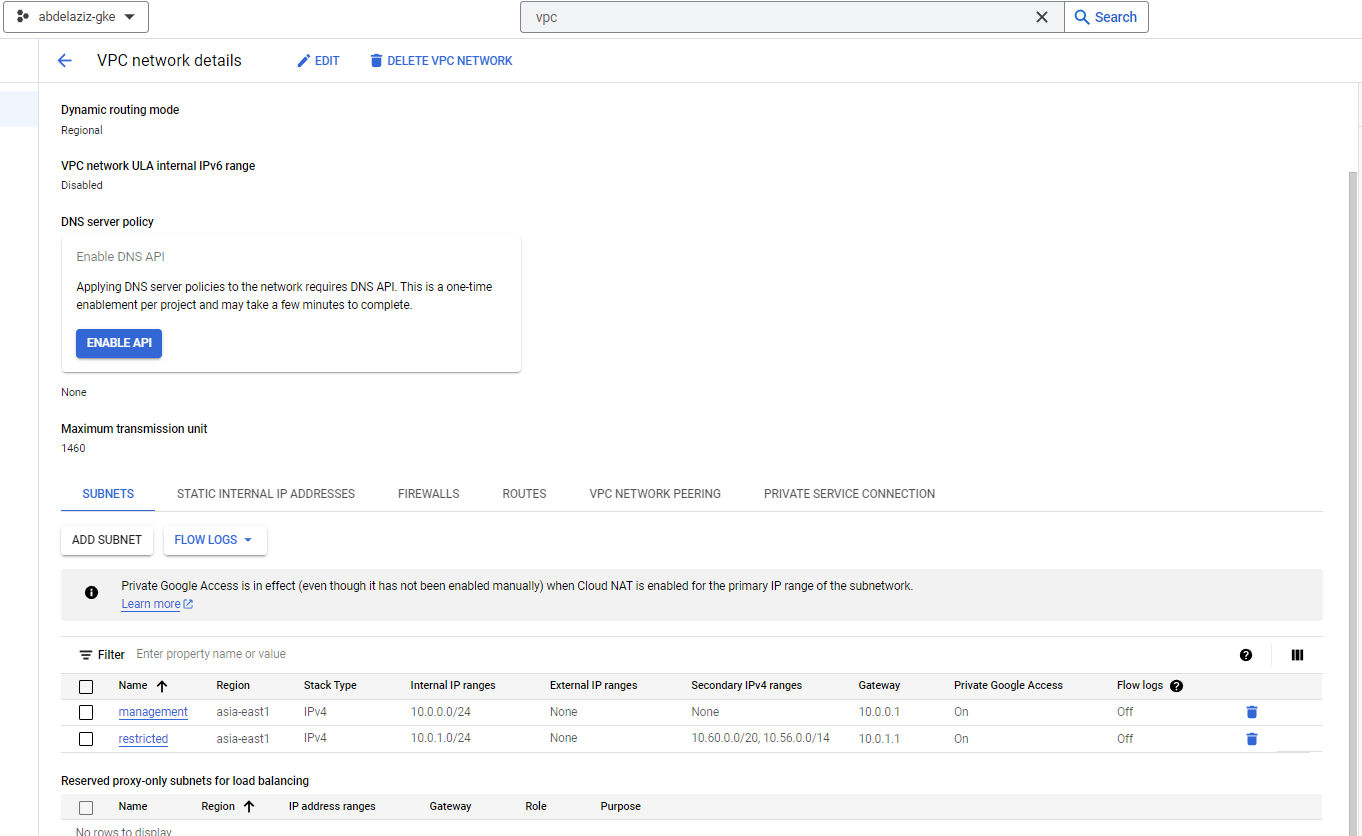 abdelaziz-gke
vpc
Search
VPC network details
EDIT
DELETE VPC NETWORK
Dynamic routing mode
Regional
VPC network ULA internal IPv6 range
Disabled
DNS server policy
Enable DNS API
Applying DNS server policies to the network requires DNS API. This is a one-time
enablement per project and may take a few minutes to complete.
ENABLE API
None
Maximum transmission unit
1460
SUBNETS STATIC INTERNAL IP ADDRESSES FIREWALLS ROUTES VPC NETWORK PEERING PRIVATE SERVICE CONNECTION
ADD SUBNET FLOW LOGS
Private Google Access is in effect (even though it has not been enabled manually) when Cloud NAT is enabled for the primary IP range of the subnetwork.
Learn more
Filter Enter property name or value
Name Region Stack Type Internal IP ranges External IP ranges Secondary IPv4 ranges Gateway Private Google Access Flow logs
management asia-east1 IPv4 10.0.0.0/24 None None 10.0.0.1 On Off
restricted asia-east1 IPv4 10.0.1.0/24 None 10.60.0.0/20, 10.56.0.0/14 10.0.1.1 On Off
Reserved proxy-only subnets for load balancing
Name Region IP address ranges Gateway Role Purpose
No rows to display